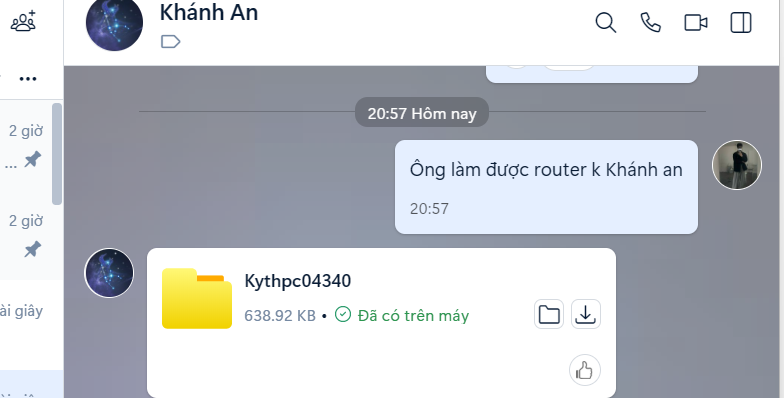 Khánh An
2 giờ
...
2 giờ
ài giây
20:57 Hôm nay
Ông làm được router k Khánh an
20:57
Kythpc04340
638.92 KB • Đã có trên máy